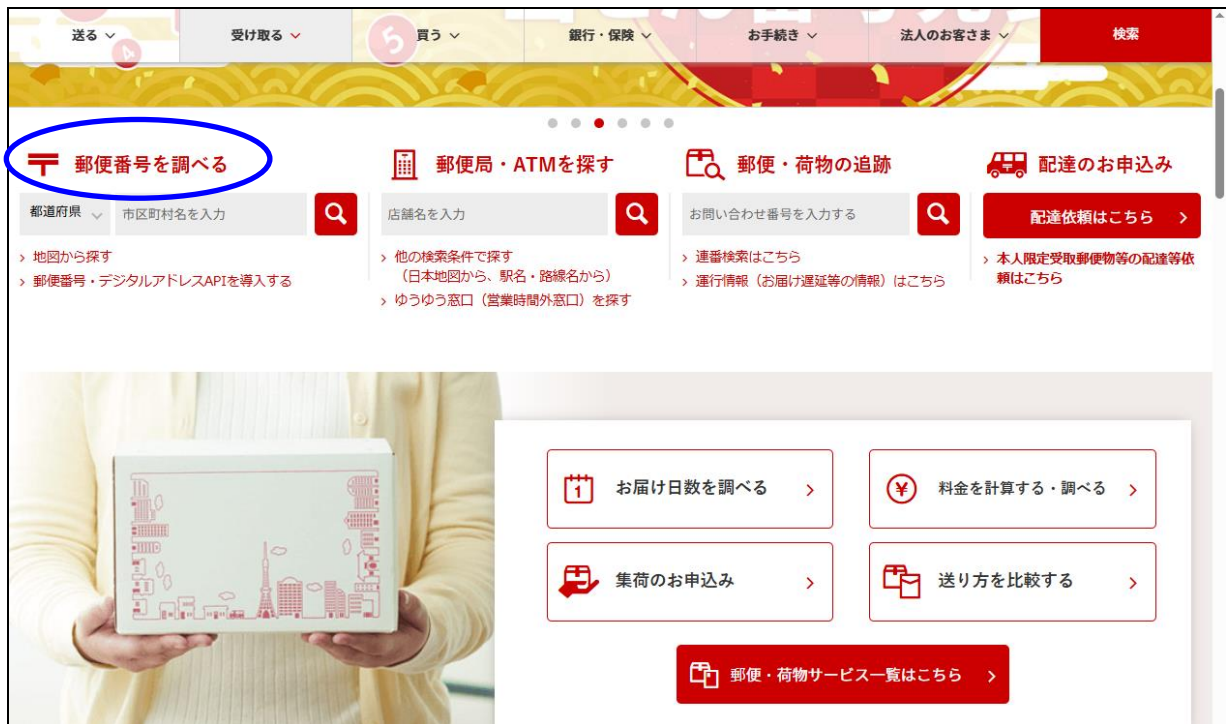 送る
受け取る
5
買う
銀行・保険
お手続き
法人のお客さま
検索
4
〒 郵便番号を調べる
郵便局・ATMを探す
郵便・荷物の追跡
配達のお申込み
都道府県
市区町村名を入力
店舗名を入力
お問い合わせ番号を入力する
配達依頼はこちら
地図から探す
郵便番号・デジタルアドレスAPIを導入する
他の検索条件で探す
（日本地図から、駅名・路線名から）
ゆうゆう窓口（営業時間外窓口）を探す
連番検索はこちら
運行情報（お届け遅延等の情報）はこちら
本人限定受取郵便物等の配達等依
頼はこちら
1
お届け日数を調べる
¥
料金を計算する・調べる
集荷のお申込み
送り方を比較する
郵便・荷物サービス一覧はこちら